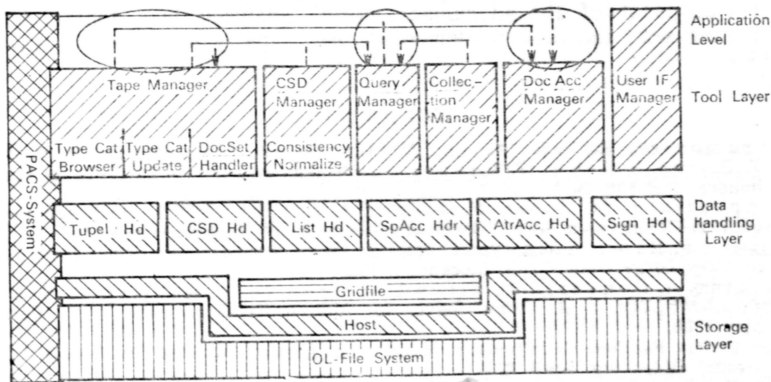 Application
Level
Tape Manager
CSD
Manager
Query
Manager
Collec-
tion
Manager
Doc Acc
Manager
User IF
Manager
Tool Layer
Type Cat
Browser
Type Cat
Update
DocSet
Handler
Consistency
Normalize
PACS-System
Tupel Hd
CSD Hd
List Hd
SpAcc Hdr
AtrAcc Hd
Sign Hd
Data
Handling
Layer
Gridfile
Host
OL-File System
Storage
Layer